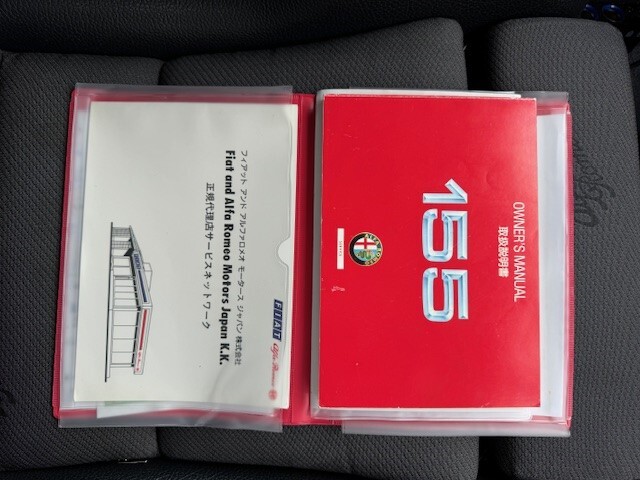 フィアット アンド アルファロメオ モータース ジャパン 株式会社
Fiat and Alfa Romeo Motors Japan K.K.
正規代理店サービスネットワーク
FIAT
Alfa Romeo
OWNER'S MANUAL
取扱説明書
155
ALFA ROMEO